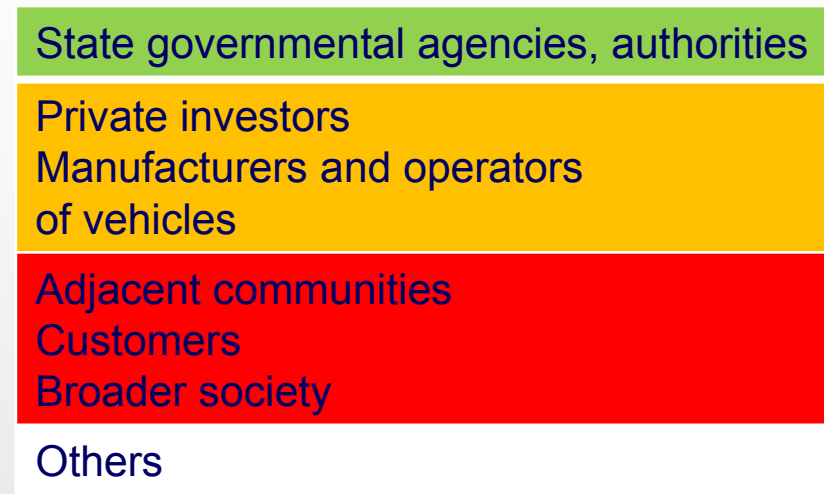 State governmental agencies, authorities
Private investors
Manufacturers and operators
of vehicles
Adjacent communities
Customers
Broader society
Others